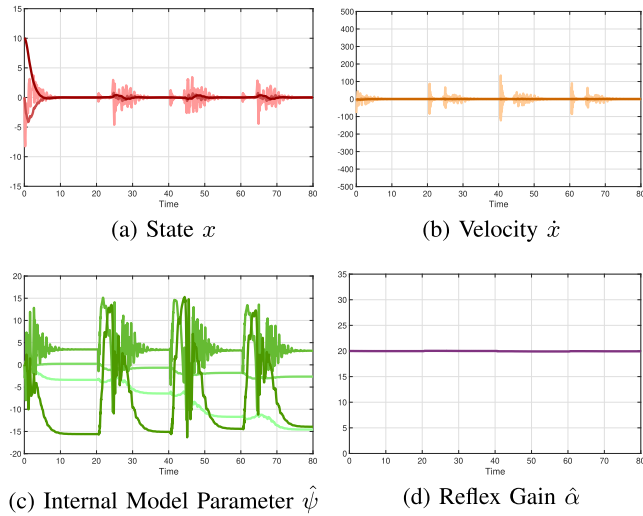 15
10
5
0
-5
-10
-15
0 10 20 30 40 50 60 70 80
Time
(a) State x
500
400
300
200
100
0
-100
-200
-300
-400
-500
0 10 20 30 40 50 60 70 80
Time
(b) Velocity ẋ
20
15
10
5
0
-5
-10
-15
-20
0 10 20 30 40 50 60 70 80
Time
(c) Internal Model Parameter ψ̂
35
30
25
20
15
10
5
0
0 10 20 30 40 50 60 70 80
Time
(d) Reflex Gain α̂